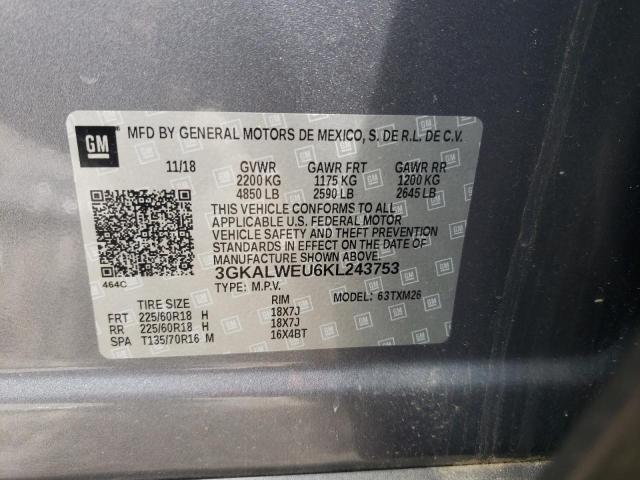 GM
MFD BY GENERAL MOTORS DE MEXICO, S. DE R.L. DE C.V.
11/18 GVWR GAWR FRT GAWR RR
2200 KG 1175 KG 1200 KG
4850 LB 2590 LB 2645 LB
THIS VEHICLE CONFORMS TO ALL
APPLICABLE U.S. FEDERAL MOTOR
VEHICLE SAFETY AND THEFT PREVENTION
STANDARDS IN EFFECT ON THE DATE OF
MANUFACTURE SHOWN ABOVE.
3GKALWEU6KL243753
464C TYPE: M.P.V. MODEL: 63TXM26
TIRE SIZE RIM
FRT 225/60R18 H 18X7J
RR 225/60R18 H 18X7J
SPA T135/70R16 M 16X4BT